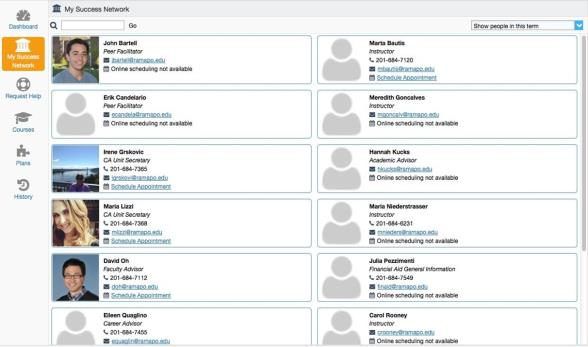 My Success Network
Dashboard
Go
Show people in this term
My Success
Network
Request Help
Courses
Plans
History
John Bartell
Peer Facilitator
jbartell@ramapo.edu
Online scheduling not available
Marta Bautis
Instructor
201-684-7120
mbautis@ramapo.edu
Schedule Appointment
Erik Candelario
Peer Facilitator
ecandela@ramapo.edu
Online scheduling not available
Meredith Goncalves
Instructor
mgoncalv@ramapo.edu
Online scheduling not available
Irene Grskovic
CA Unit Secretary
201-684-7365
igrskovi@ramapo.edu
Schedule Appointment
Hannah Kucks
Academic Advisor
hkucks@ramapo.edu
Online scheduling not available
Maria Lizzi
CA Unit Secretary
201-684-7368
mlizzi@ramapo.edu
Schedule Appointment
Maria Niederstrasser
Instructor
201-684-6231
mnieders@ramapo.edu
Online scheduling not available
David Oh
Faculty Advisor
201-684-7112
doh@ramapo.edu
Schedule Appointment
Julia Pezzimenti
Financial Aid General Information
201-684-7549
finaid@ramapo.edu
Online scheduling not available
Eileen Quaglino
Career Advisor
201-684-7455
equaglin@ramapo.edu
Carol Rooney
Instructor
crooney@ramapo.edu
Online scheduling not available